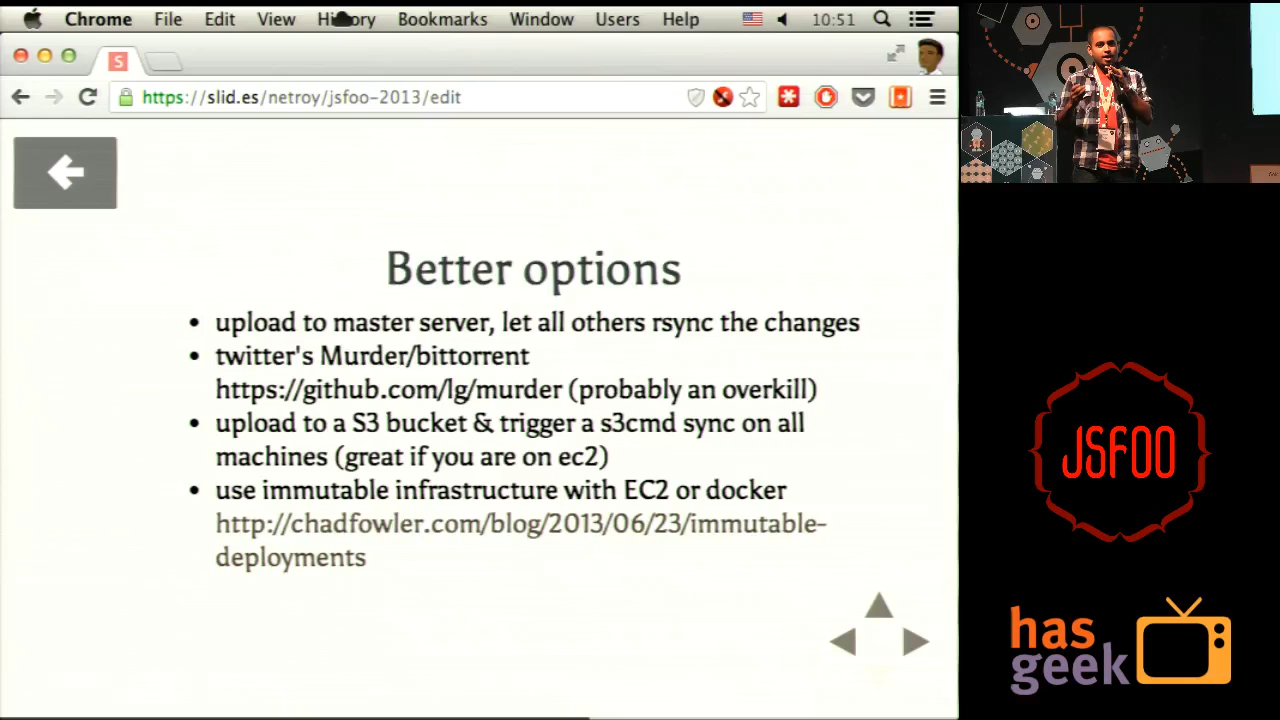 Chrome File Edit View History Bookmarks Window Users Help 10:51
S
https://slid.es/netroy/jsfoo-2013/edit
Better options
• upload to master server, let all others rsync the changes
• twitter's Murder/bittorrent
https://github.com/lg/murder (probably an overkill)
• upload to a S3 bucket & trigger a s3cmd sync on all
machines (great if you are on ec2)
• use immutable infrastructure with EC2 or docker
http://chadfowler.com/blog/2013/06/23/immutable-
deployments
JSFOO
has
geek